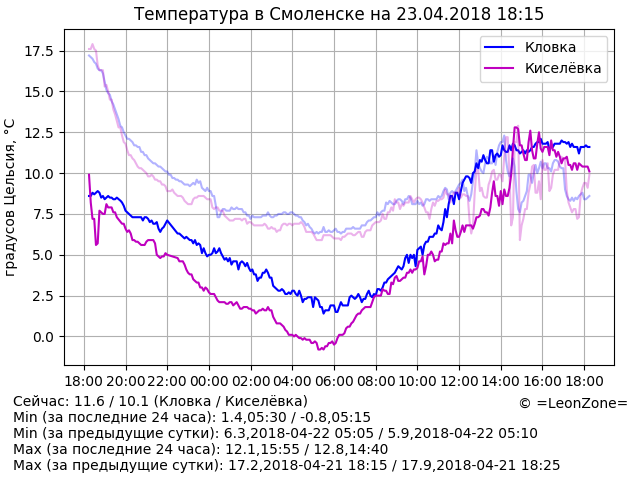 Температура в Смоленске на 23.04.2018 18:15
Кловка
Киселёвка
градусов Цельсия, °C
17.5
15.0
12.5
10.0
7.5
5.0
2.5
0.0
18:00 20:00 22:00 00:00 02:00 04:00 06:00 08:00 10:00 12:00 14:00 16:00 18:00
Сейчас: 11.6 / 10.1 (Кловка / Киселёвка)
© =LeonZone=
Min (за последние 24 часа): 1.4,05:30 / -0.8,05:15
Min (за предыдущие сутки): 6.3,2018-04-22 05:05 / 5.9,2018-04-22 05:10
Max (за последние 24 часа): 12.1,15:55 / 12.8,14:40
Max (за предыдущие сутки): 17.2,2018-04-21 18:15 / 17.9,2018-04-21 18:25